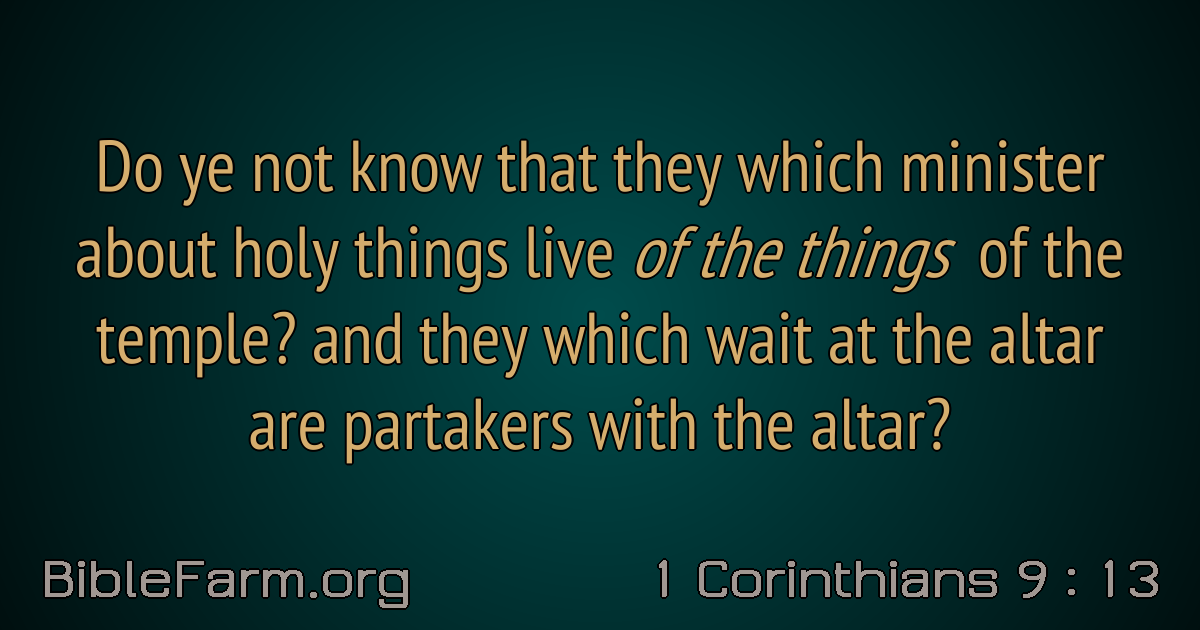 Do ye not know that they which minister
about holy things live of the things of the
temple? and they which wait at the altar
are partakers with the altar?
BibleFarm.org
1 Corinthians 9 : 13